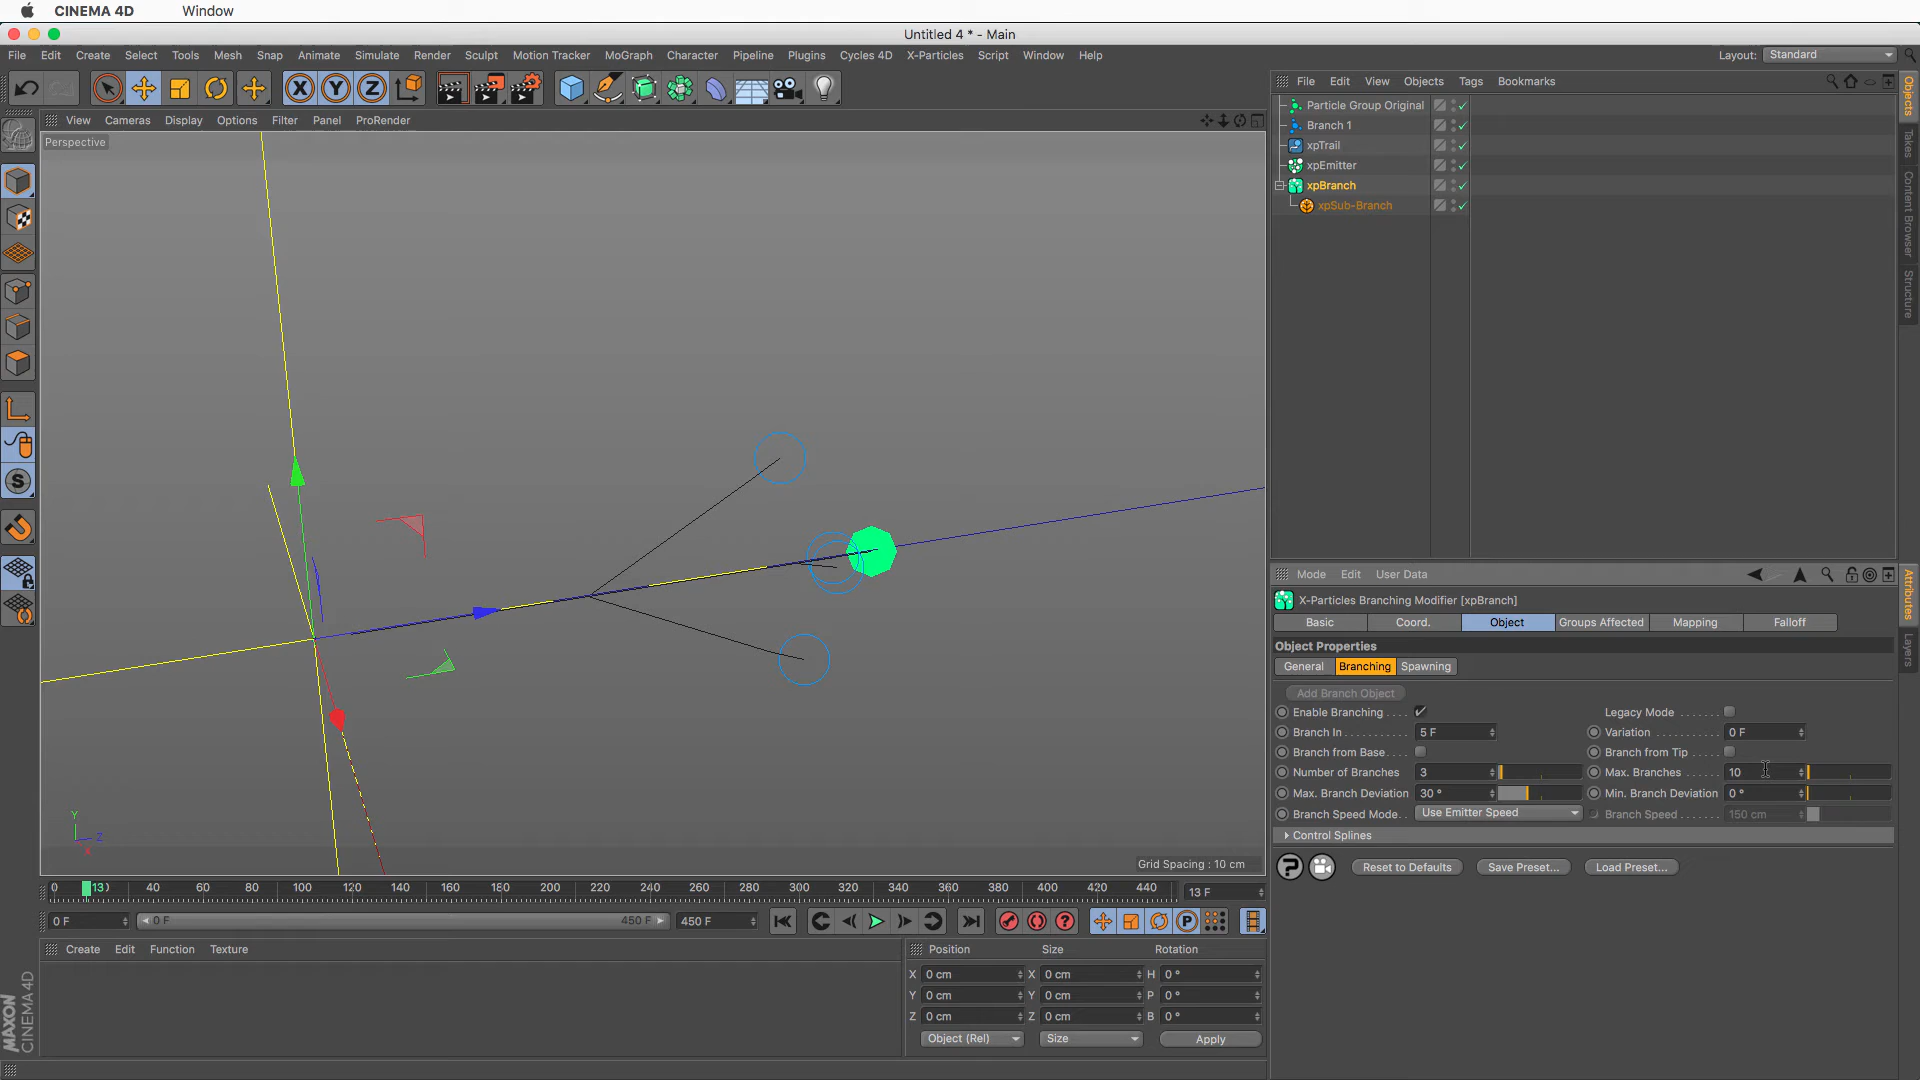 CINEMA 4D Window
Untitled 4 * - Main
File Edit Create Select Tools Mesh Snap Animate Simulate Render Sculpt Motion Tracker MoGraph Character Pipeline Plugins Cycles 4D X-Particles Script Window Help Layout: Standard
X Y Z
File Edit View Objects Tags Bookmarks
Objects
Takes
Content Browser
Structure
View Cameras Display Options Filter Panel ProRender
Perspective
Particle Group Original
Branch 1
xpTrail
xpEmitter
xpBranch
xpSub-Branch
S
Y
Z
X
Grid Spacing : 10 cm
Mode Edit User Data
Attributes
Layers
X-Particles Branching Modifier [xpBranch]
Basic Coord. Object Groups Affected Mapping Falloff
Object Properties
General Branching Spawning
Add Branch Object
Enable Branching . . . . Legacy Mode . . . . . . .
Branch In . . . . . . . . . . 5 F Variation . . . . . . . . . . 0 F
Branch from Base . . . . Branch from Tip . . . . .
Number of Branches 3 Max. Branches . . . . . . 10
Max. Branch Deviation 30 ° Min. Branch Deviation 0 °
Branch Speed Mode . . Use Emitter Speed Branch Speed . . . . . . . 150 cm
Control Splines
Reset to Defaults Save Preset... Load Preset...
0 13 40 60 80 100 120 140 160 180 200 220 240 260 280 300 320 340 360 380 400 420 440 13 F
0 F 0 F 450 F 450 F P
Create Edit Function Texture
Position Size Rotation
X 0 cm X 0 cm H 0 °
Y 0 cm Y 0 cm P 0 °
Z 0 cm Z 0 cm B 0 °
Object (Rel) Size Apply
MAXON
CINEMA 4D